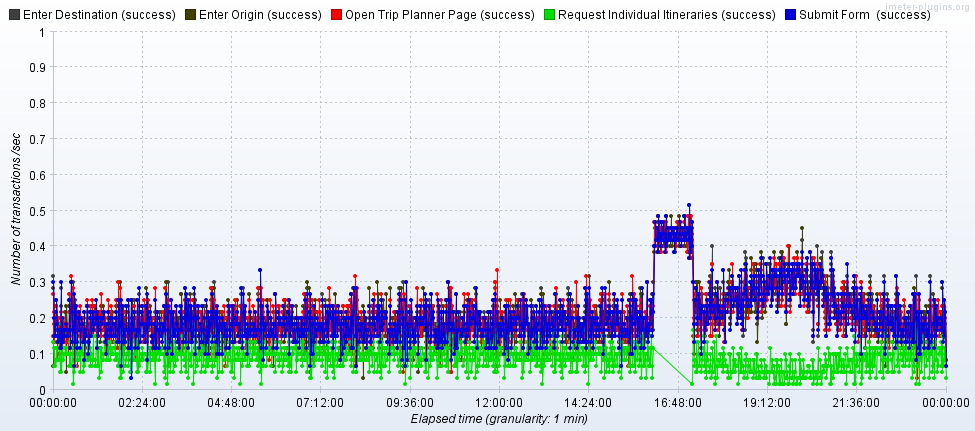 jmeter-plugins.org
Enter Destination (success) Enter Origin (success) Open Trip Planner Page (success) Request Individual Itineraries (success) Submit Form (success)
1
0.9
0.8
0.7
0.6
0.5
0.4
0.3
0.2
0.1
0
Number of transactions /sec
00:00:00 02:24:00 04:48:00 07:12:00 09:36:00 12:00:00 14:24:00 16:48:00 19:12:00 21:36:00 00:00:00
Elapsed time (granularity: 1 min)